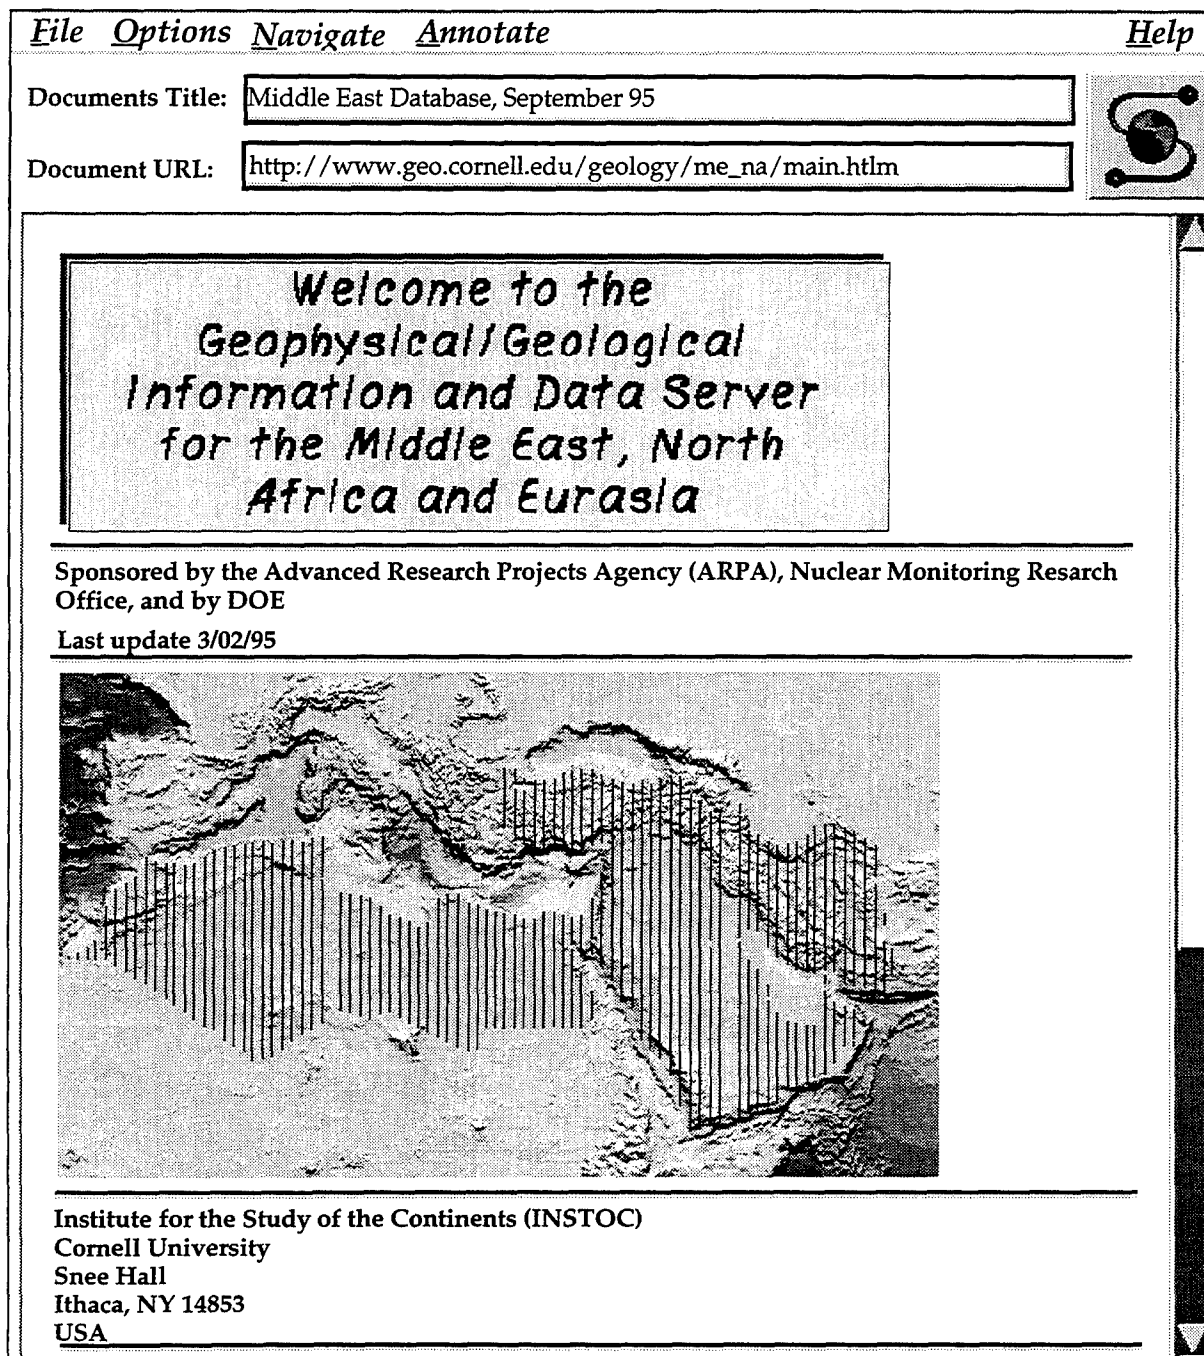 File Options Navigate Annotate Help
Documents Title: Middle East Database, September 95
Document URL: http://www.geo.cornell.edu/geology/me_na/main.htlm
Welcome to the
Geophysical/Geological
Information and Data Server
for the Middle East, North
Africa and Eurasia
Sponsored by the Advanced Research Projects Agency (ARPA), Nuclear Monitoring Resarch
Office, and by DOE
Last update 3/02/95
Institute for the Study of the Continents (INSTOC)
Cornell University
Snee Hall
Ithaca, NY 14853
USA